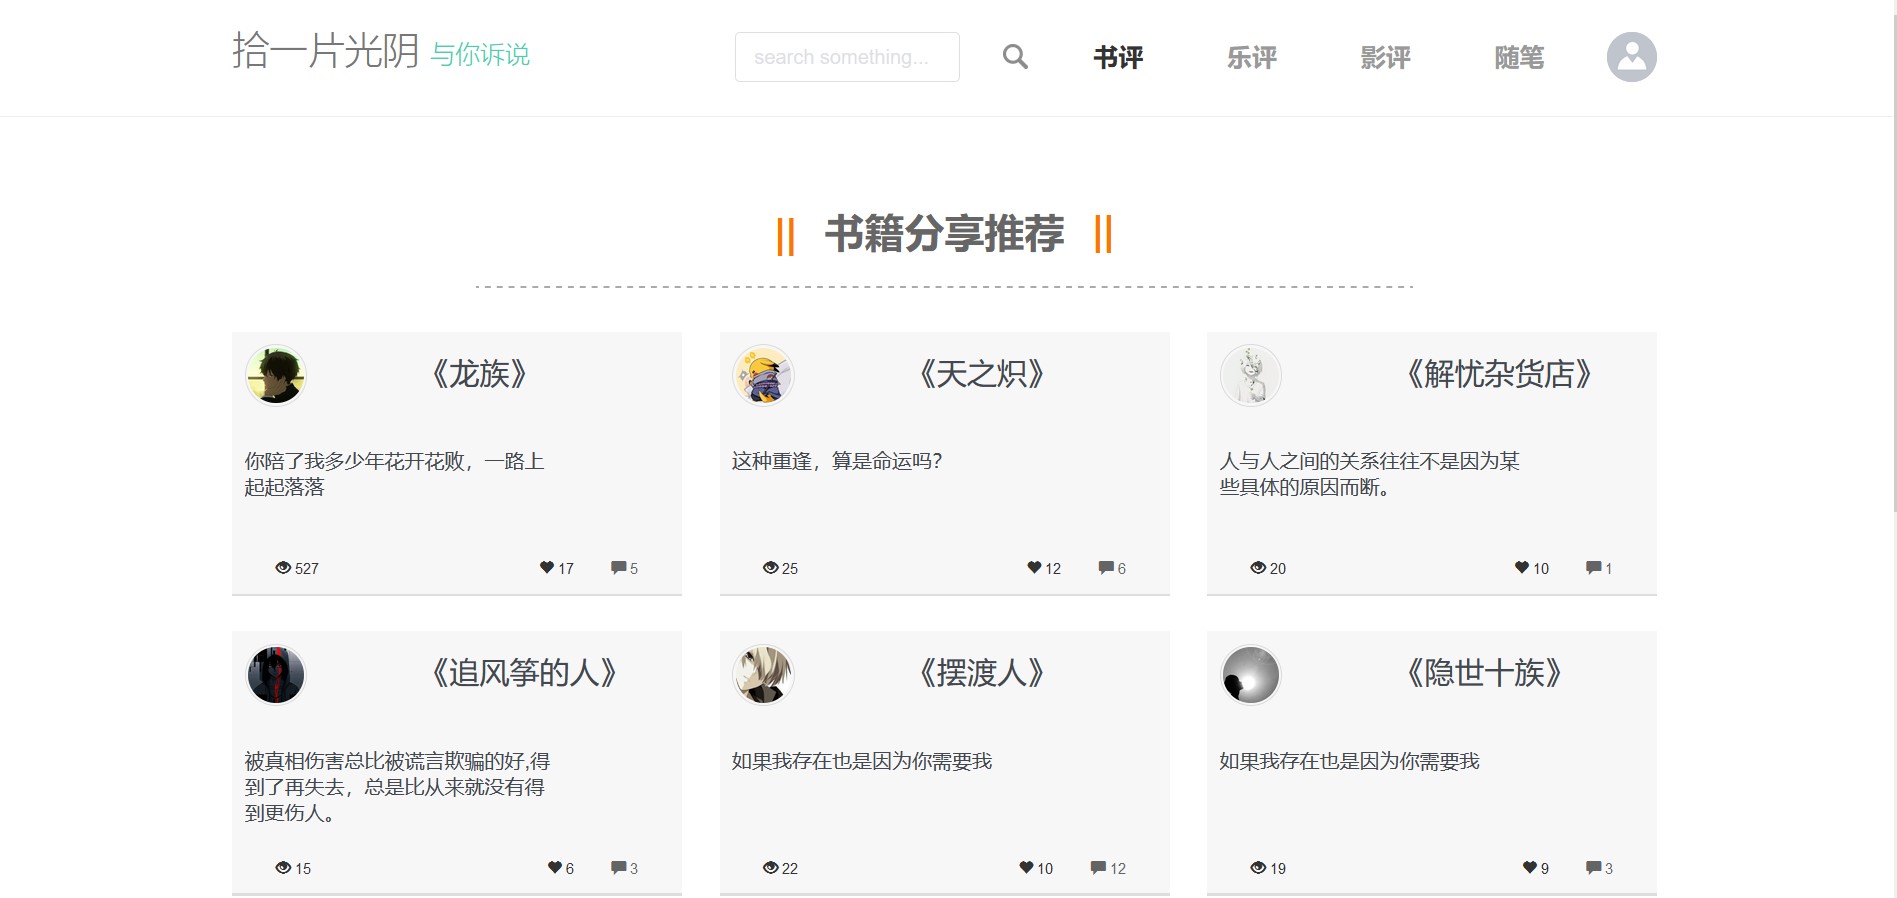 拾一片光阴 与你诉说
search something...
书评 乐评 影评 随笔
|| 书籍分享推荐 ||
《龙族》
你陪了我多少年花开花败，一路上
起起落落
527 17 5
《天之炽》
这种重逢，算是命运吗？
25 12 6
《解忧杂货店》
人与人之间的关系往往不是因为某
些具体的原因而断。
20 10 1
《追风筝的人》
被真相伤害总比被谎言欺骗的好,得
到了再失去，总是比从来就没有得
到更伤人。
15 6 3
《摆渡人》
如果我存在也是因为你需要我
22 10 12
《隐世十族》
如果我存在也是因为你需要我
19 9 3